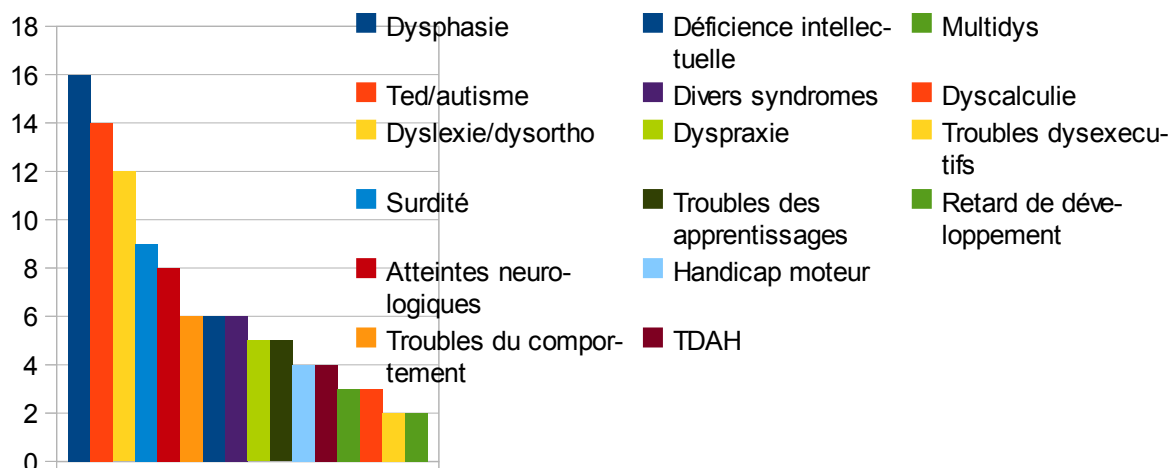 18
16
14
12
10
8
6
4
2
0
Dysphasie
Ted/autisme
Dyslexie/dysortho
Surdité
Atteintes neuro-
logiques
Troubles du compor-
tement
Déficience intellec-
tuelle
Divers syndromes
Dyspraxie
Troubles des
apprentissages
Handicap moteur
TDAH
Multidys
Dyscalculie
Troubles dysexecu-
tifs
Retard de déve-
loppement